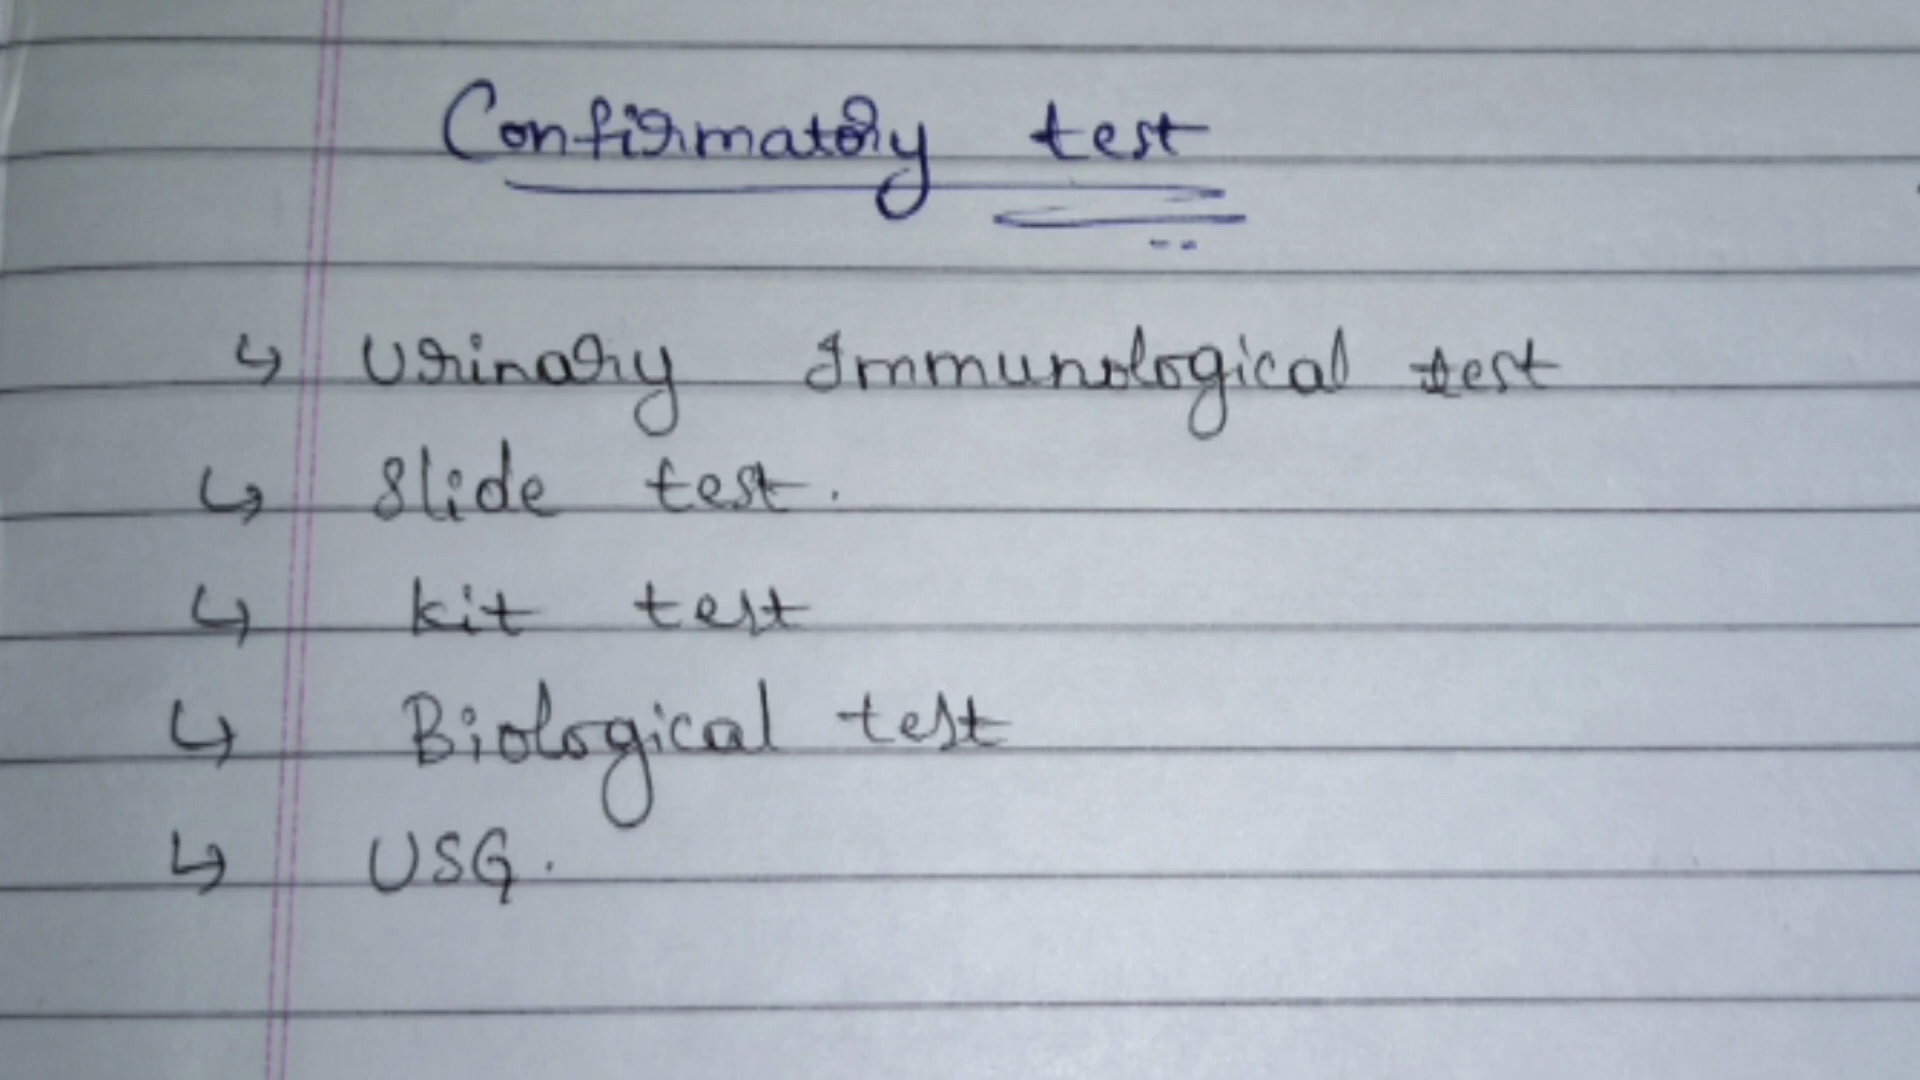 Confirmatory test
↳ Urinary Immunological test
↳ Slide test.
↳ kit test
↳ Biological test
↳ USG.